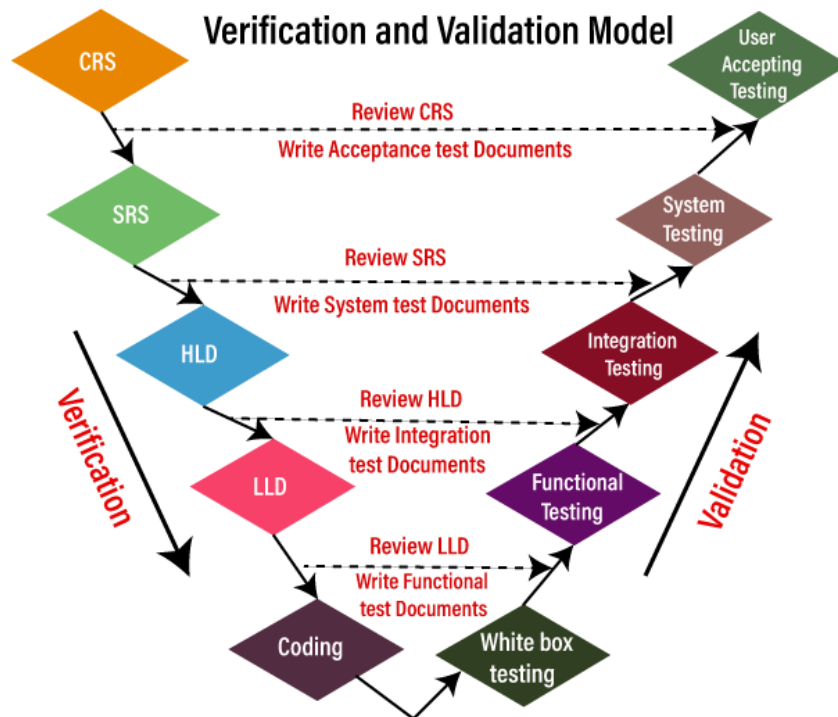 Verification and Validation Model
CRS
User
Accepting
Testing
Review CRS
Write Acceptance test Documents
SRS
System
Testing
Review SRS
Write System test Documents
HLD
Integration
Testing
Verification
Validation
Review HLD
Write Integration
test Documents
LLD
Functional
Testing
Review LLD
Write Functional
test Documents
Coding
White box
testing